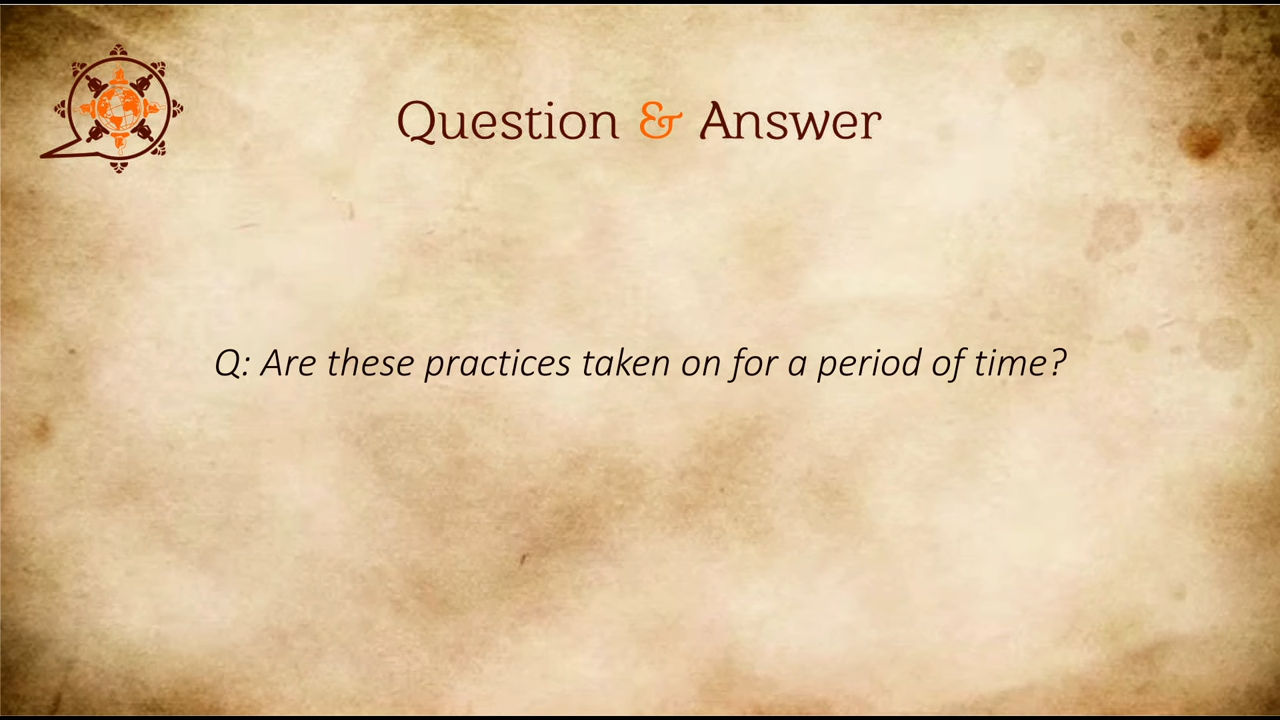 Question & Answer
Q: Are these practices taken on for a period of time?